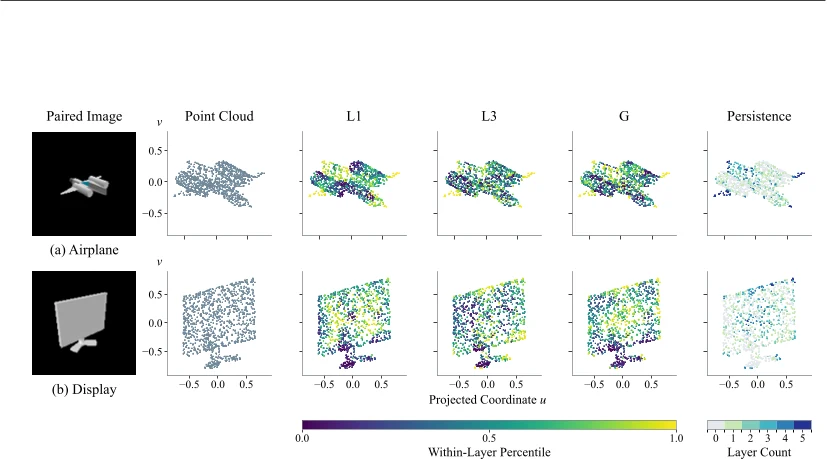 Paired Image
Point Cloud
L1
L3
G
Persistence
v
0.5
0.0
−0.5
(a) Airplane
v
0.5
0.0
−0.5
−0.5 0.0 0.5
−0.5 0.0 0.5
−0.5 0.0 0.5
−0.5 0.0 0.5
−0.5 0.0 0.5
(b) Display
Projected Coordinate u
0.0 0.5 1.0
Within-Layer Percentile
0 1 2 3 4 5
Layer Count